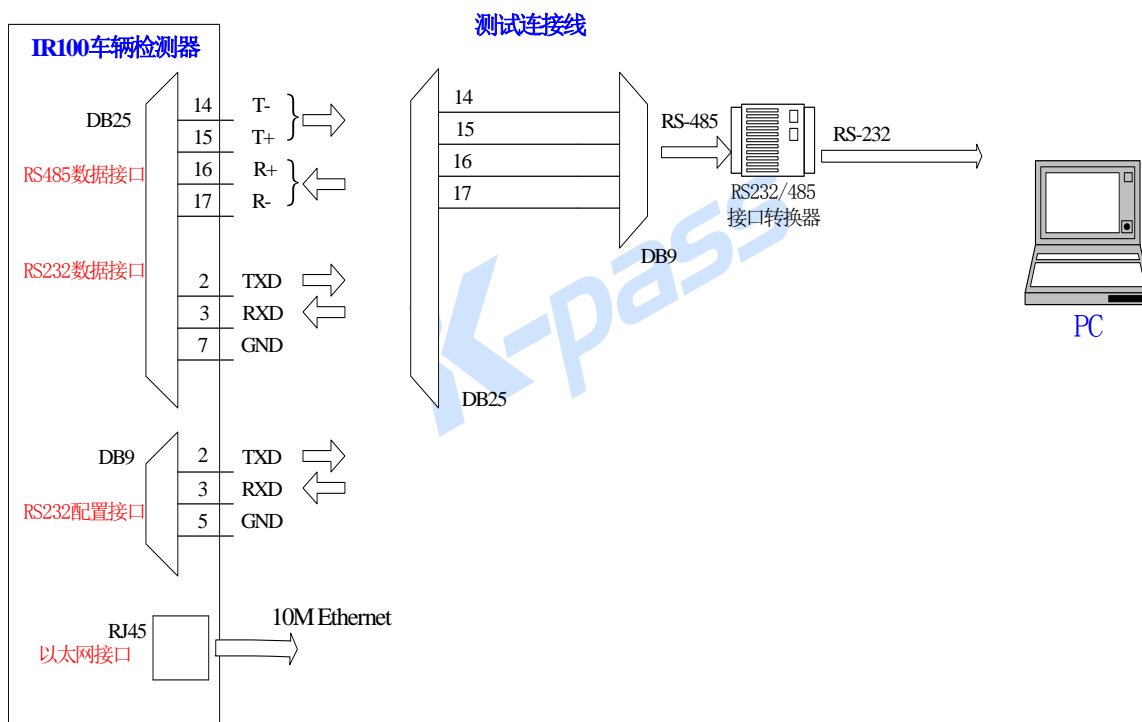 测试连接线
IR100车辆检测器
DB25
RS485数据接口
RS232数据接口
14 T-
15 T+
16 R+
17 R-
2 TXD
3 RXD
7 GND
14
15
16
17
DB25
DB9
RS-485
RS232/485
接口转换器
RS-232
PC
K-pass
DB9
RS232配置接口
2 TXD
3 RXD
5 GND
RJ45
以太网接口
10M Ethernet